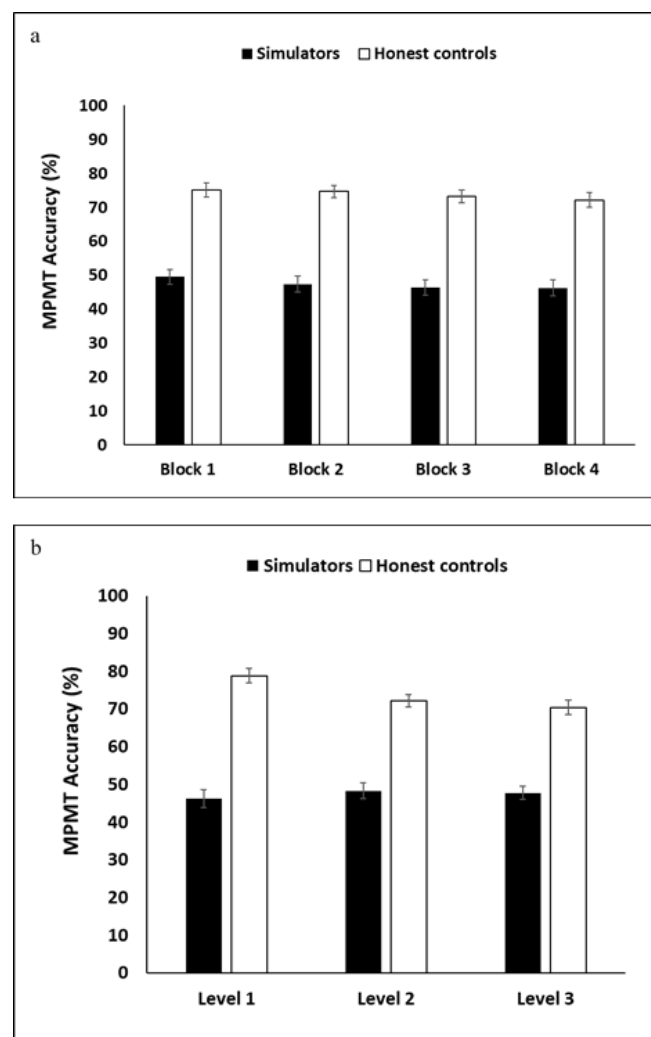 a
■ Simulators □ Honest controls
MPMT Accuracy (%)
100
90
80
70
60
50
40
30
20
10
0
Block 1 Block 2 Block 3 Block 4
b
■ Simulators □ Honest controls
MPMT Accuracy (%)
100
90
80
70
60
50
40
30
20
10
0
Level 1 Level 2 Level 3